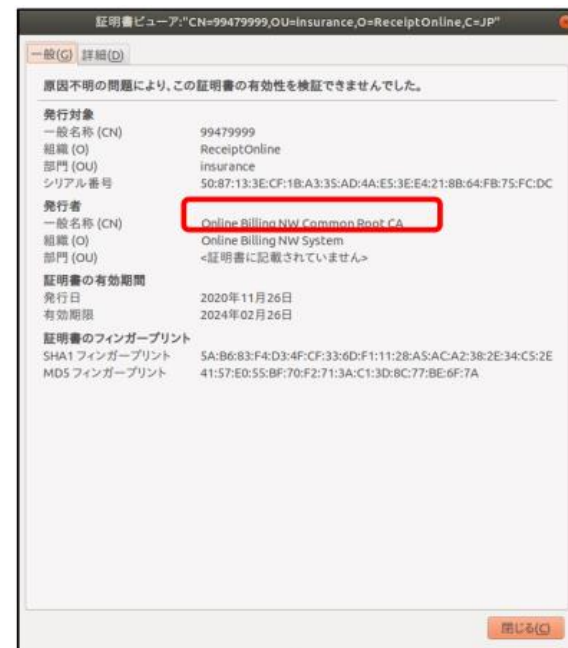 証明書ビューア:"CN=99479999,OU=insurance,O=ReceiptOnline,C=JP"
一般(G) 詳細(D)
原因不明の問題により、この証明書の有効性を検証できませんでした。
発行対象
一般名称 (CN) 99479999
組織 (O) ReceiptOnline
部門 (OU) insurance
シリアル番号 50:87:13:3E:CF:1B:A3:35:AD:4A:E5:3E:E4:21:8B:64:FB:75:FC:DC
発行者
一般名称 (CN) Online Billing NW Common Root CA
組織 (O) Online Billing NW System
部門 (OU) <証明書に記載されていません>
証明書の有効期間
発行日 2020年11月26日
有効期限 2024年02月26日
証明書のフィンガープリント
SHA1 フィンガープリント 5A:B6:83:F4:D3:4F:CF:33:6D:F1:11:28:A5:AC:A2:38:2E:34:C5:2E
MD5 フィンガープリント 41:57:E0:55:BF:70:F2:71:3A:C1:3D:8C:77:BE:6F:7A
閉じる(C)